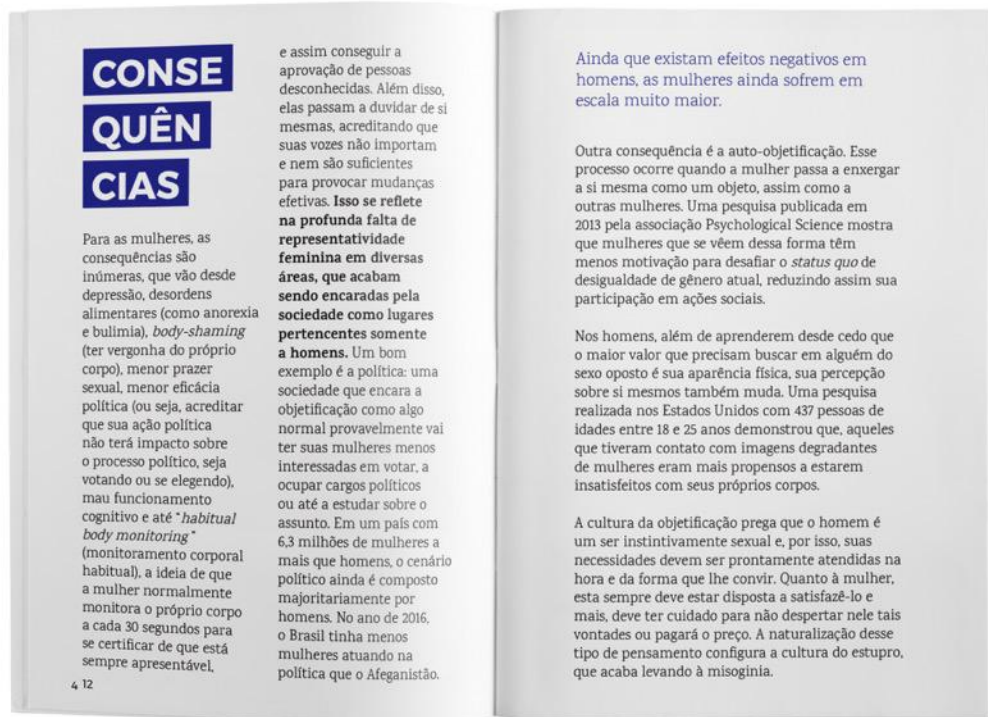 CONSE
QUÊN
CIAS
Para as mulheres, as
consequências são
inúmeras, que vão desde
depressão, desordens
alimentares (como anorexia
e bulimia), body-shaming
(ter vergonha do próprio
corpo), menor prazer
sexual, menor eficácia
política (ou seja, acreditar
que sua ação política
não terá impacto sobre
o processo político, seja
votando ou se elegendo),
mau funcionamento
cognitivo e até "habitual
body monitoring"
(monitoramento corporal
habitual), a ideia de que
a mulher normalmente
monitora o próprio corpo
a cada 30 segundos para
se certificar de que está
sempre apresentável,
4 12
e assim conseguir a
aprovação de pessoas
desconhecidas. Além disso,
elas passam a duvidar de si
mesmas, acreditando que
suas vozes não importam
e nem são suficientes
para provocar mudanças
efetivas. Isso se reflete
na profunda falta de
representatividade
feminina em diversas
áreas, que acabam
sendo encaradas pela
sociedade como lugares
pertencentes somente
a homens. Um bom
exemplo é a política: uma
sociedade que encara a
objetificação como algo
normal provavelmente vai
ter suas mulheres menos
interessadas em votar, a
ocupar cargos políticos
ou até a estudar sobre o
assunto. Em um país com
6,3 milhões de mulheres a
mais que homens, o cenário
político ainda é composto
majoritariamente por
homens. No ano de 2016,
o Brasil tinha menos
mulheres atuando na
política que o Afeganistão.
Ainda que existam efeitos negativos em
homens, as mulheres ainda sofrem em
escala muito maior.
Outra consequência é a auto-objetificação. Esse
processo ocorre quando a mulher passa a enxergar
a si mesma como um objeto, assim como a
outras mulheres. Uma pesquisa publicada em
2013 pela associação Psychological Science mostra
que mulheres que se vêem dessa forma têm
menos motivação para desafiar o status quo de
desigualdade de gênero atual, reduzindo assim sua
participação em ações sociais.
Nos homens, além de aprenderem desde cedo que
o maior valor que precisam buscar em alguém do
sexo oposto é sua aparência física, sua percepção
sobre si mesmos também muda. Uma pesquisa
realizada nos Estados Unidos com 437 pessoas de
idades entre 18 e 25 anos demonstrou que, aqueles
que tiveram contato com imagens degradantes
de mulheres eram mais propensos a estarem
insatisfeitos com seus próprios corpos.
A cultura da objetificação prega que o homem é
um ser instintivamente sexual e, por isso, suas
necessidades devem ser prontamente atendidas na
hora e da forma que lhe convir. Quanto à mulher,
esta sempre deve estar disposta a satisfazê-lo e
mais, deve ter cuidado para não despertar nele tais
vontades ou pagará o preço. A naturalização desse
tipo de pensamento configura a cultura do estupro,
que acaba levando à misoginia.